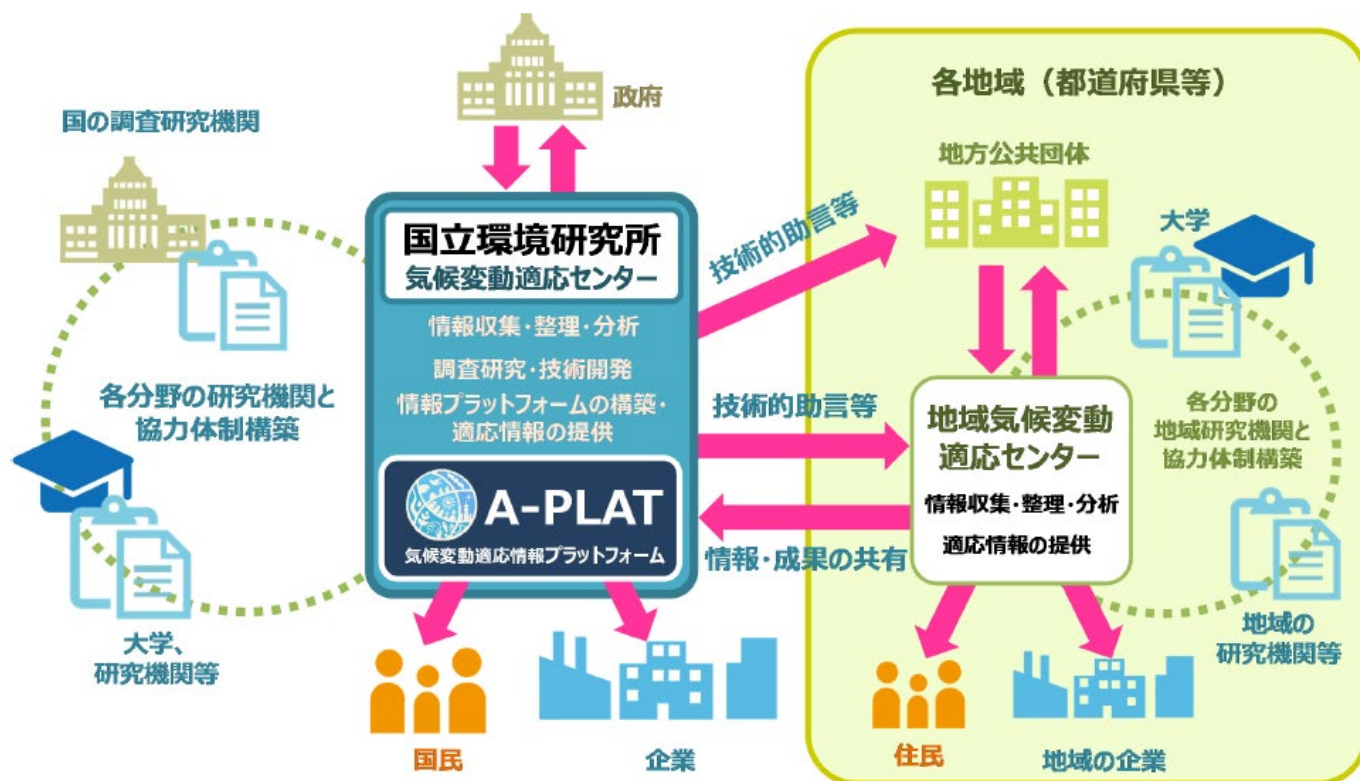 政府
国の調査研究機関
国立環境研究所
気候変動適応センター
情報収集・整理・分析
調査研究・技術開発
情報プラットフォームの構築・
適応情報の提供
A-PLAT
気候変動適応情報プラットフォーム
各分野の研究機関と
協力体制構築
大学、
研究機関等
国民
企業
技術的助言等
技術的助言等
情報・成果の共有
各地域（都道府県等）
地方公共団体
大学
地域気候変動
適応センター
情報収集・整理・分析
適応情報の提供
各分野の
地域研究機関と
協力体制構築
地域の
研究機関等
住民
地域の企業